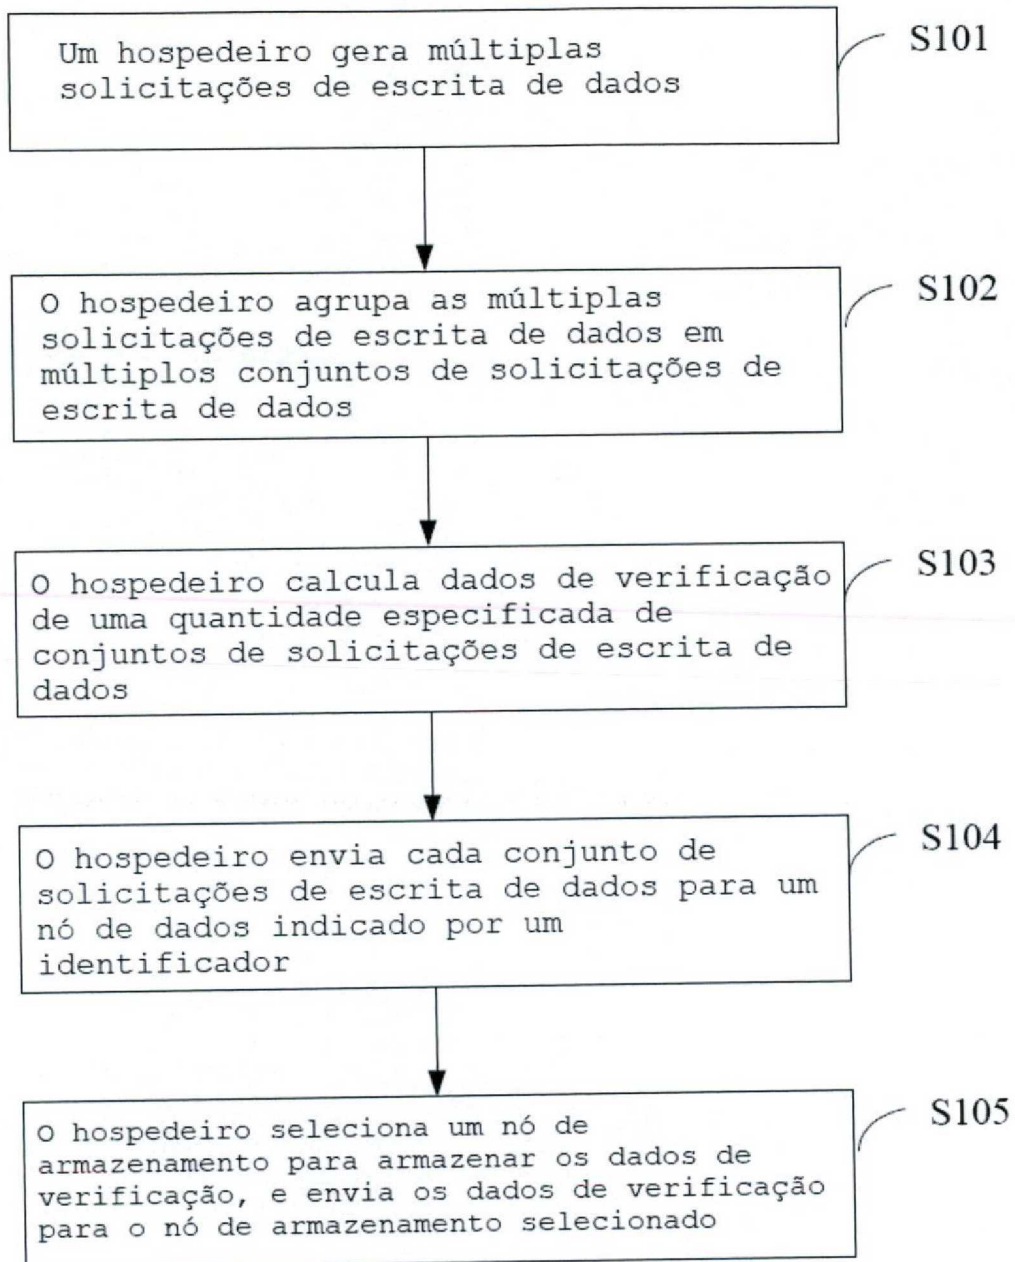 Um hospedeiro gera múltiplas
solicitações de escrita de dados
S101
O hospedeiro agrupa as múltiplas
solicitações de escrita de dados em
múltiplos conjuntos de solicitações de
escrita de dados
S102
O hospedeiro calcula dados de verificação
de uma quantidade especificada de
conjuntos de solicitações de escrita de
dados
S103
O hospedeiro envia cada conjunto de
solicitações de escrita de dados para um
nó de dados indicado por um
identificador
S104
O hospedeiro seleciona um nó de
armazenamento para armazenar os dados de
verificação, e envia os dados de verificação
para o nó de armazenamento selecionado
S105